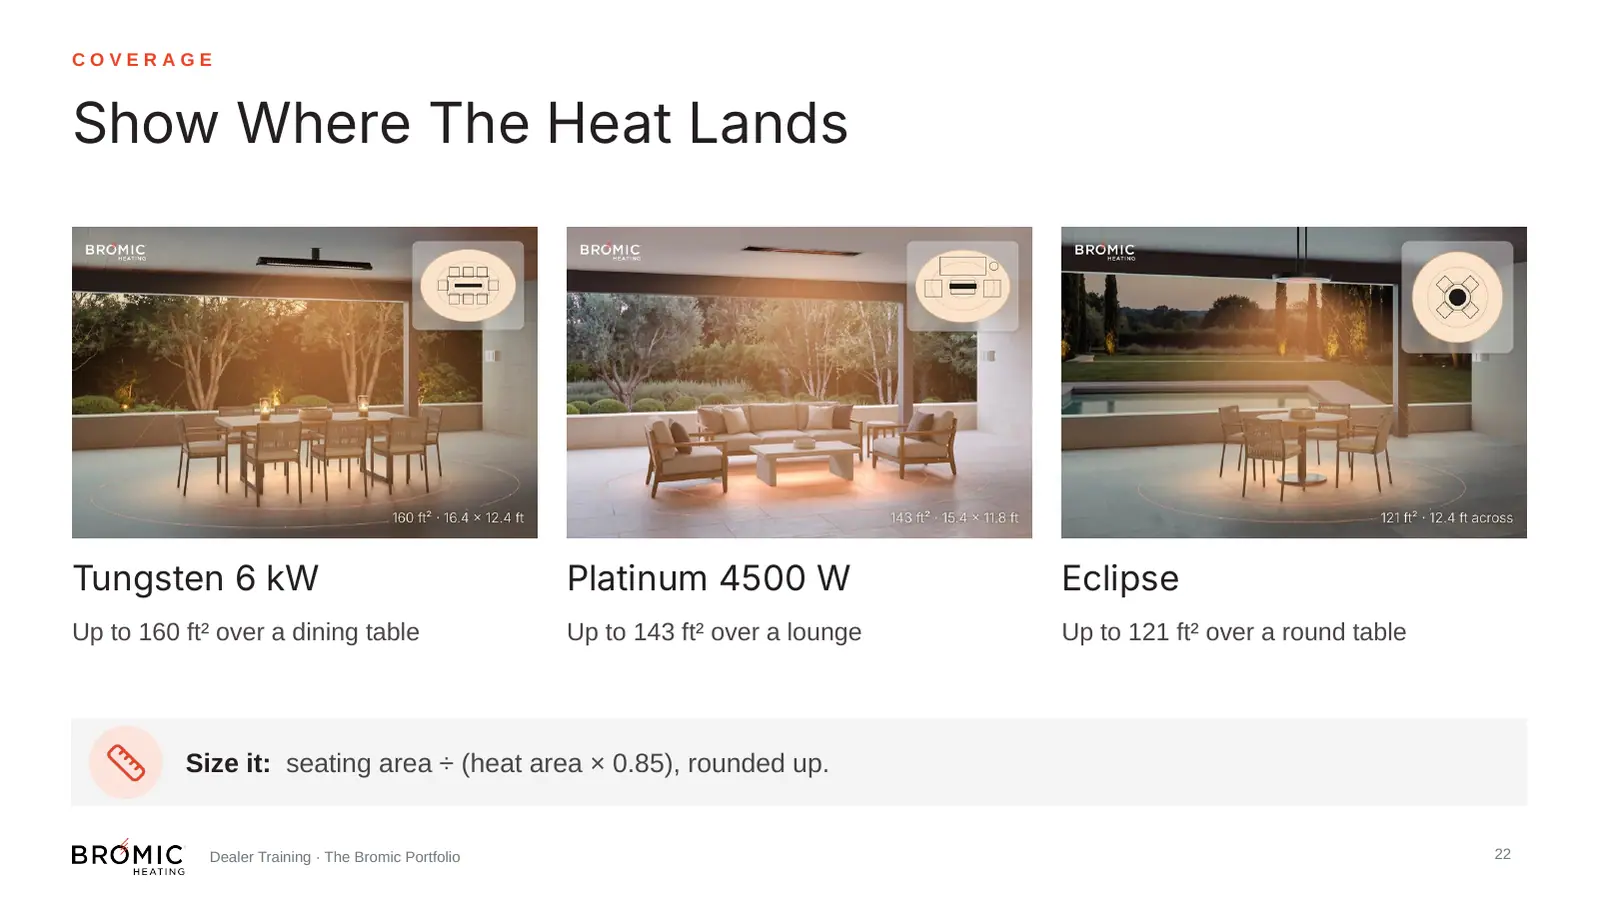 COVERAGE
Show Where The Heat Lands
BROMIC
HEATING
160 ft² · 16.4 × 12.4 ft
BROMIC
HEATING
143 ft² · 15.4 × 11.8 ft
BROMIC
HEATING
121 ft² · 12.4 ft across
Tungsten 6 kW
Up to 160 ft² over a dining table
Platinum 4500 W
Up to 143 ft² over a lounge
Eclipse
Up to 121 ft² over a round table
Size it: seating area ÷ (heat area × 0.85), rounded up.
BROMIC
HEATING
Dealer Training · The Bromic Portfolio
22